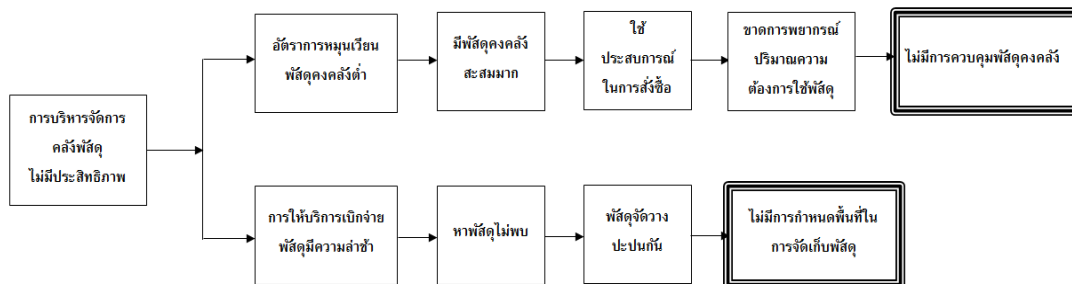 การบริหารจัดการ
คลังพัสดุ
ไม่มีประสิทธิภาพ
อัตราการหมุนเวียน
พัสดุคงคลังต่ำ
มีพัสดุคงคลัง
สะสมมาก
ใช้
ประสบการณ์
ในการสั่งซื้อ
ขาดการพยากรณ์
ปริมาณความ
ต้องการใช้พัสดุ
ไม่มีการควบคุมพัสดุคงคลัง
การให้บริการเบิกจ่าย
พัสดุมีความล่าช้า
หาพัสดุไม่พบ
พัสดุจัดวาง
ปะปนกัน
ไม่มีการกำหนดพื้นที่ใน
การจัดเก็บพัสดุ